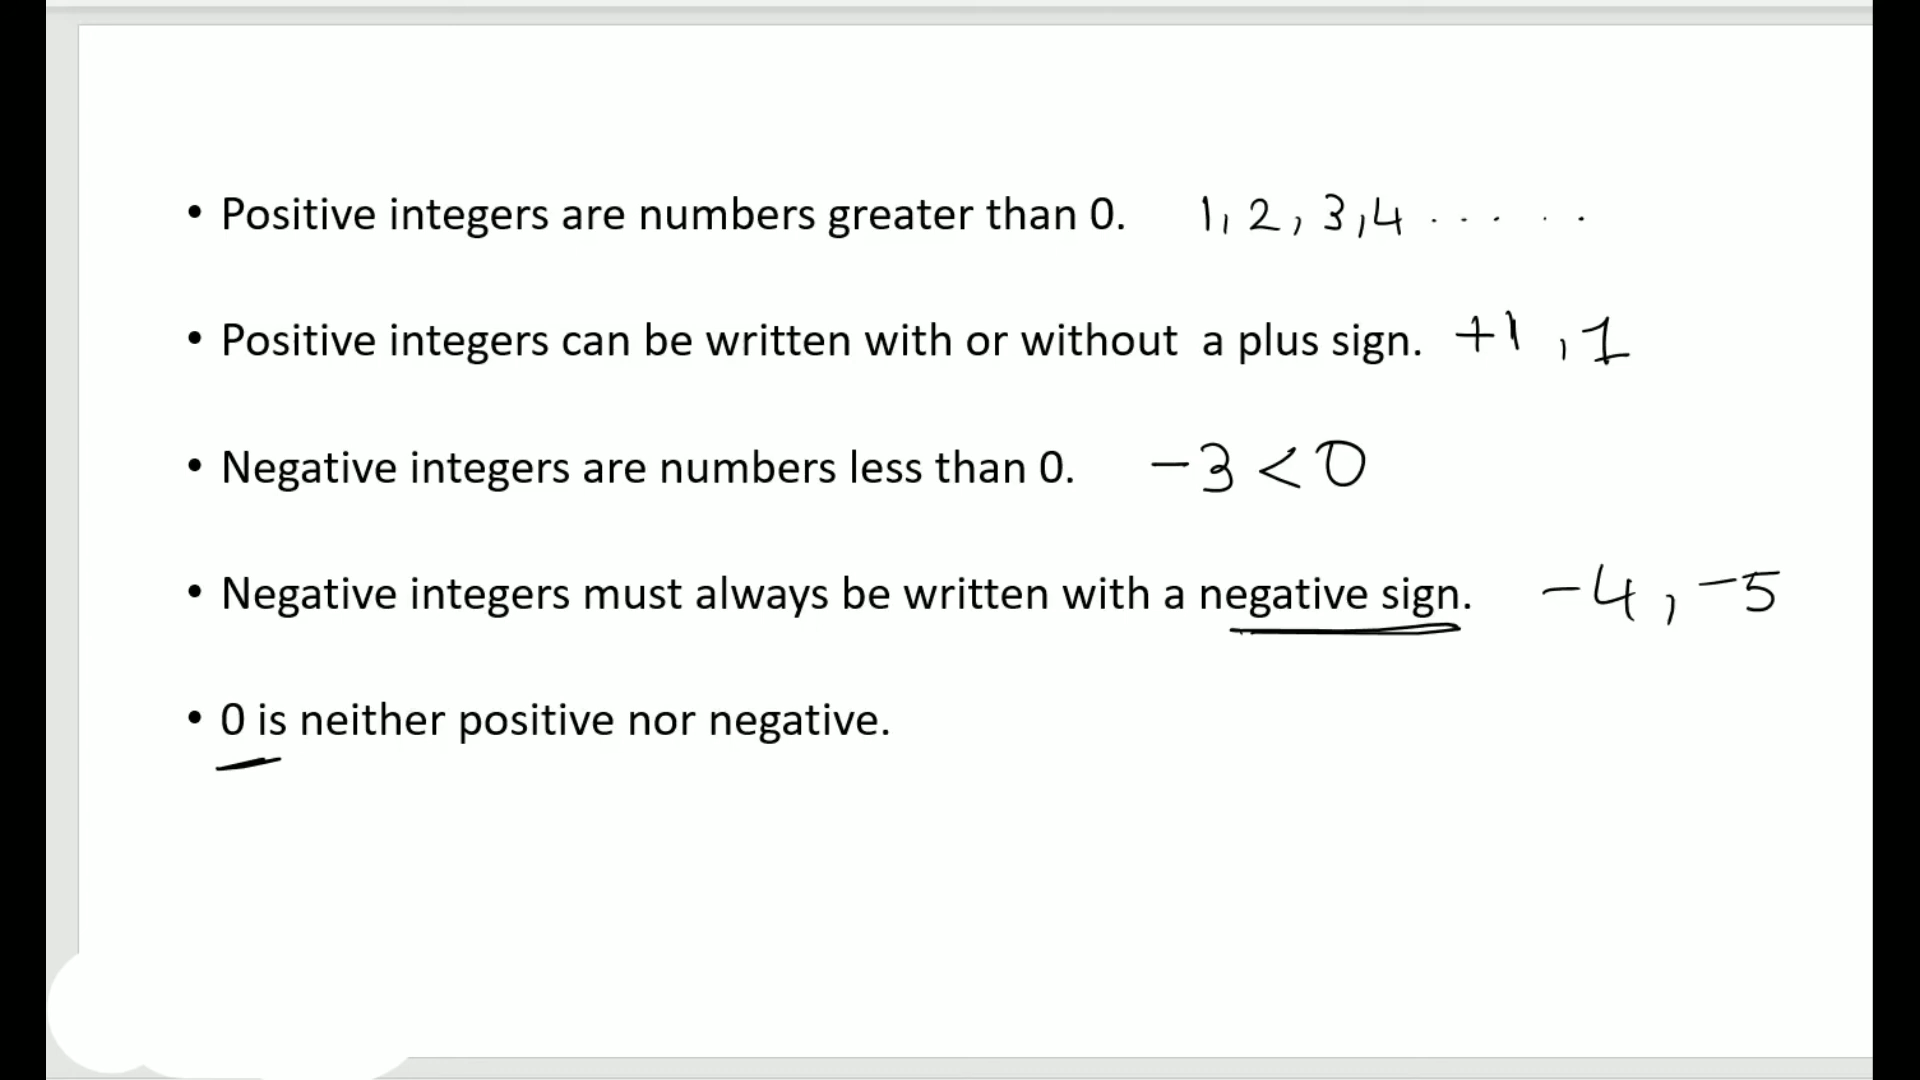 • Positive integers are numbers greater than 0. 1, 2, 3, 4 . . . . .
• Positive integers can be written with or without a plus sign. +1, 1
• Negative integers are numbers less than 0. -3 < 0
• Negative integers must always be written with a negative sign. -4, -5
• 0 is neither positive nor negative.